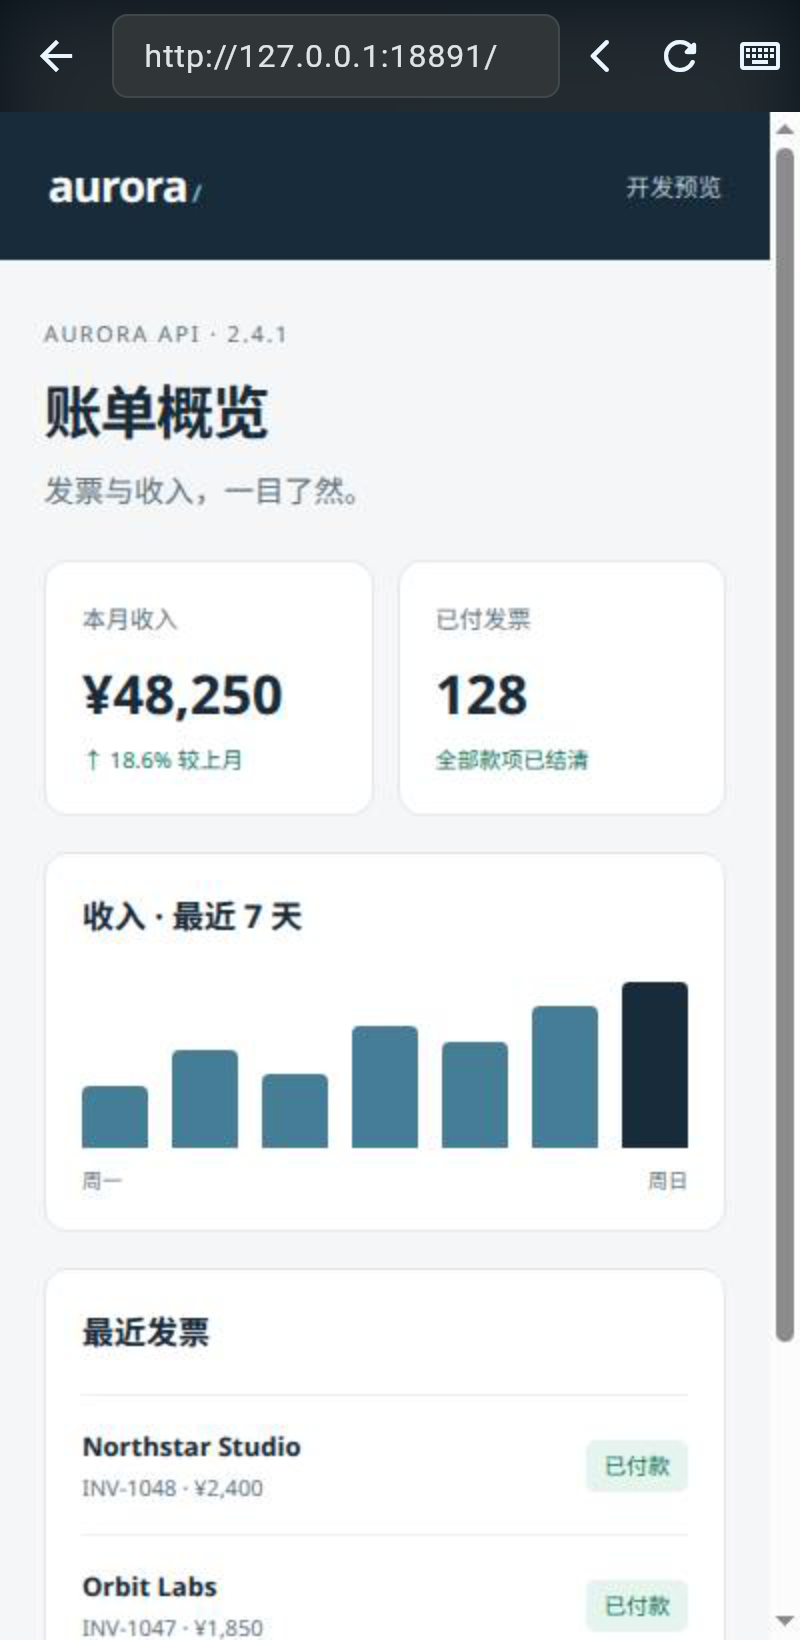 http://127.0.0.1:18891/
aurora/
开发预览
AURORA API · 2.4.1
账单概览
发票与收入，一目了然。
本月收入
¥48,250
↑ 18.6% 较上月
已付发票
128
全部款项已结清
收入 · 最近 7 天
周一
周日
最近发票
Northstar Studio
INV-1048 · ¥2,400
已付款
Orbit Labs
INV-1047 · ¥1,850
已付款